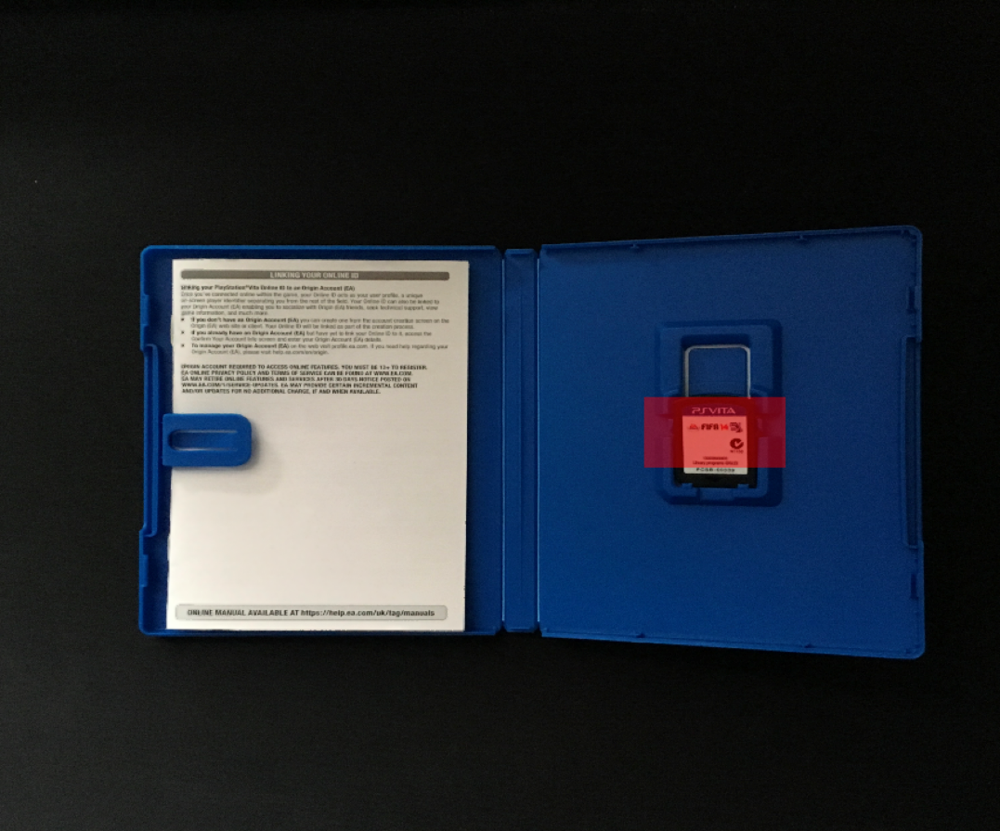 LINKING YOUR ONLINE ID
Linking your PlayStation®Vita Online ID to an Origin Account (EA)
Once you've connected online within the game, your Online ID acts as your user profile, a unique
on-screen player identifier separating you from the rest of the field. Your Online ID can also be linked to
your Origin Account (EA) enabling you to socialize with Origin (EA) friends, seek technical support, view
game information, and much more.
If you don't have an Origin Account (EA) you can create one from the account creation screen on the
Origin (EA) web site or client. Your Online ID will be linked as part of the creation process.
If you already have an Origin Account (EA) but have yet to link your Online ID to it, access the
Confirm Your Account Info screen and enter your Origin Account (EA) details.
To manage your Origin Account (EA) on the web visit profile.ea.com. If you need help regarding your
Origin Account (EA), please visit help.ea.com/en/origin.
ORIGIN ACCOUNT REQUIRED TO ACCESS ONLINE FEATURES. YOU MUST BE 13+ TO REGISTER.
EA ONLINE PRIVACY POLICY AND TERMS OF SERVICE CAN BE FOUND AT WWW.EA.COM.
EA MAY RETIRE ONLINE FEATURES AND SERVICES AFTER 30 DAYS NOTICE POSTED ON
WWW.EA.COM/1/SERVICE-UPDATES. EA MAY PROVIDE CERTAIN INCREMENTAL CONTENT
AND/OR UPDATES FOR NO ADDITIONAL CHARGE, IF AND WHEN AVAILABLE.
ONLINE MANUAL AVAILABLE AT https://help.ea.com/uk/tag/manuals
PSVITA
FIFA 14